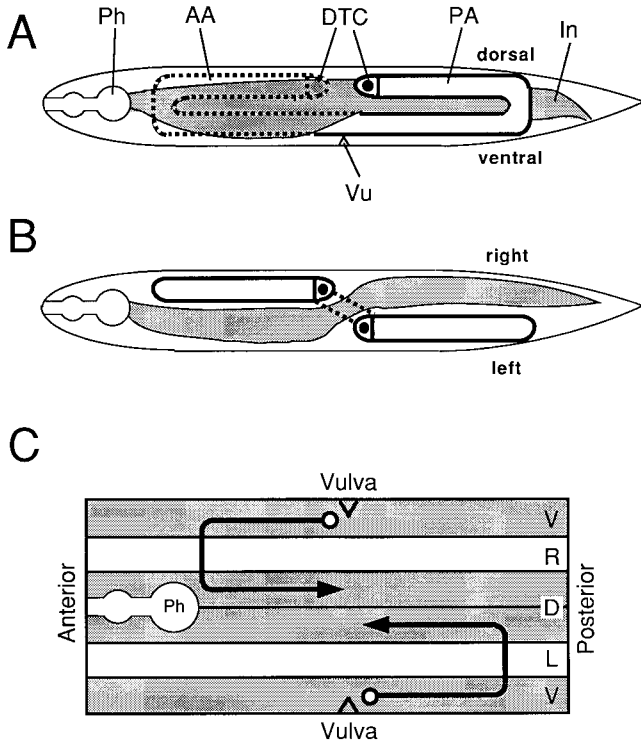 A
Ph
AA
DTC
PA
In
dorsal
ventral
Vu
B
right
left
C
Vulva
V
R
Anterior
Ph
D
Posterior
L
V
Vulva